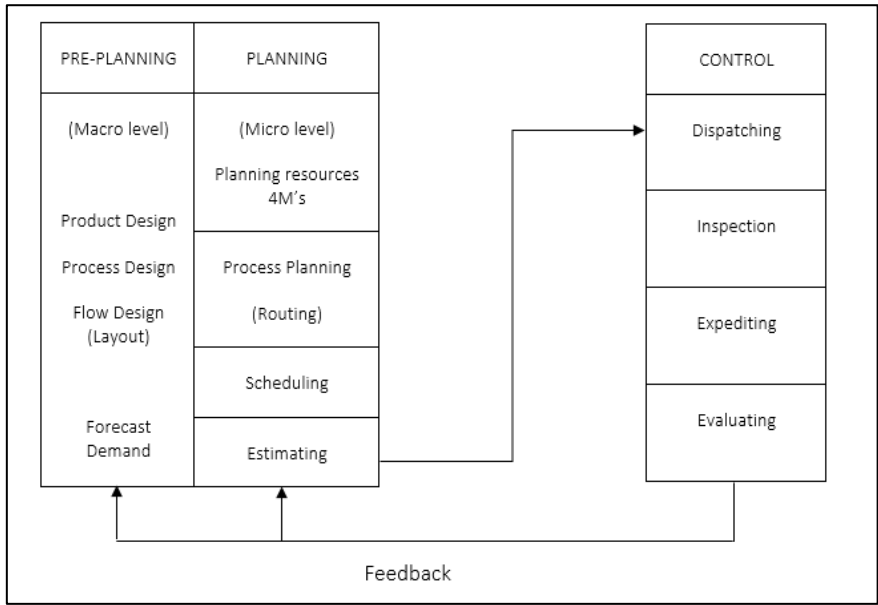 PRE-PLANNING
(Macro level)
Product Design
Process Design
Flow Design
(Layout)
Forecast
Demand
PLANNING
(Micro level)
Planning resources
4M’s
Process Planning
(Routing)
Scheduling
Estimating
CONTROL
Dispatching
Inspection
Expediting
Evaluating
Feedback